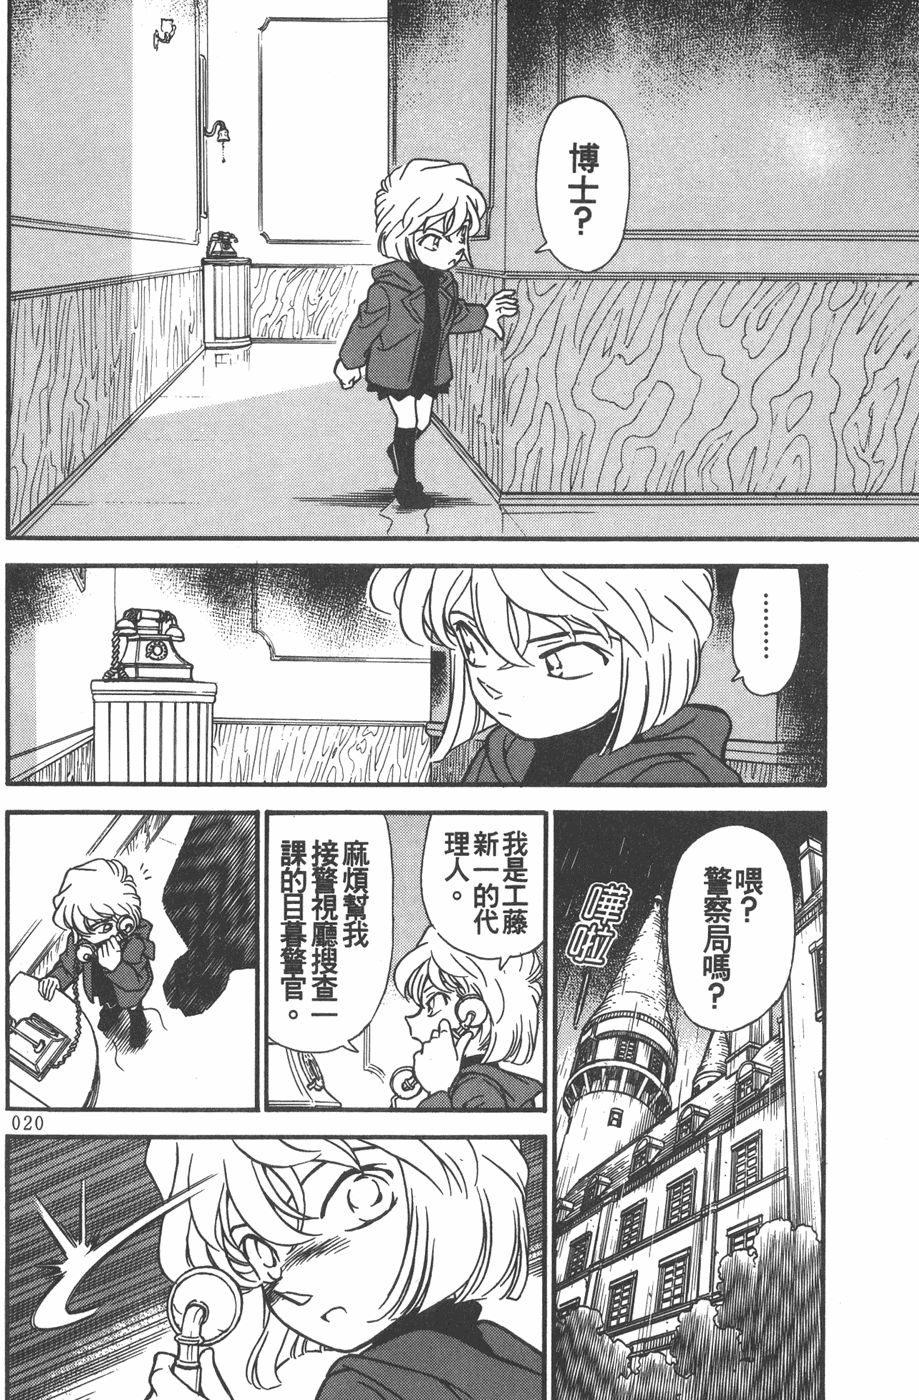 博士？
……
喂？
警察局嗎？
嘩啦
我是工藤
新一的代
理人。
麻煩幫我
接警視廳搜查一
課的目暮警官。
020